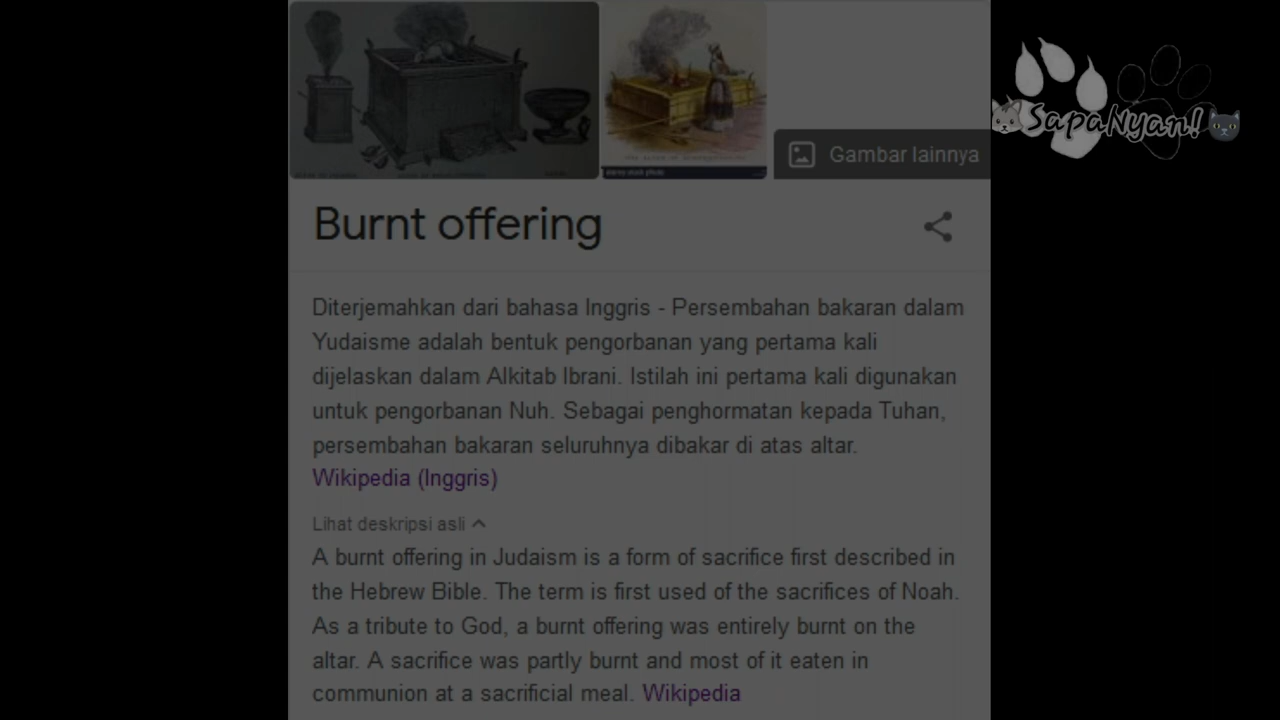 SapaNyan!
Gambar lainnya
Burnt offering
Diterjemahkan dari bahasa Inggris - Persembahan bakaran dalam
Yudaisme adalah bentuk pengorbanan yang pertama kali
dijelaskan dalam Alkitab Ibrani. Istilah ini pertama kali digunakan
untuk pengorbanan Nuh. Sebagai penghormatan kepada Tuhan,
persembahan bakaran seluruhnya dibakar di atas altar.
Wikipedia (Inggris)
Lihat deskripsi asli
A burnt offering in Judaism is a form of sacrifice first described in
the Hebrew Bible. The term is first used of the sacrifices of Noah.
As a tribute to God, a burnt offering was entirely burnt on the
altar. A sacrifice was partly burnt and most of it eaten in
communion at a sacrificial meal. Wikipedia